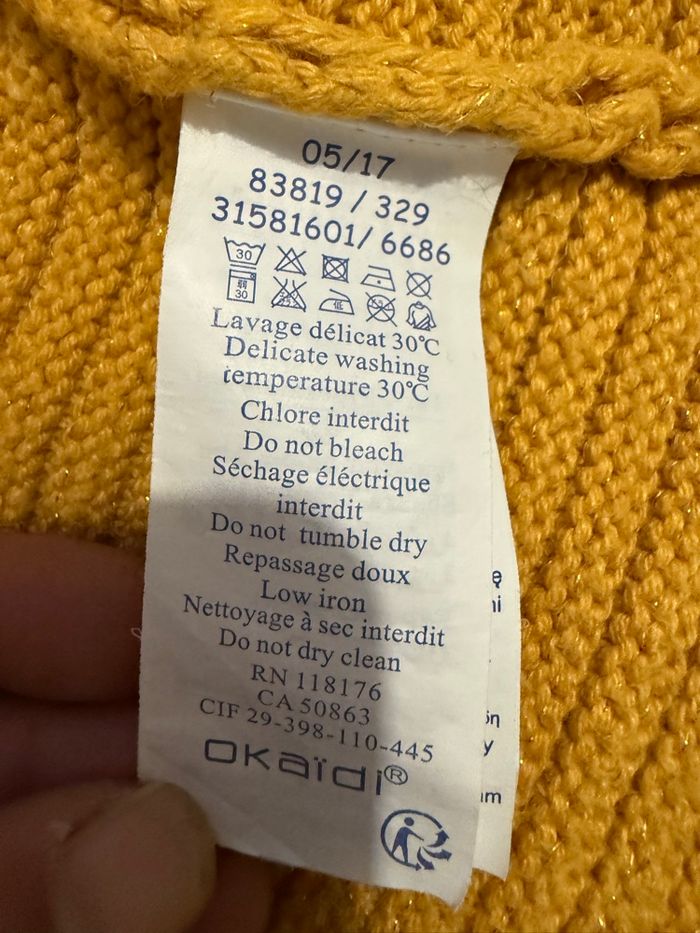 05/17
83819 / 329
31581601/ 6686
30
弱
30
低
Lavage délicat 30℃
Delicate washing
temperature 30℃
Chlore interdit
Do not bleach
Séchage éléctrique
interdit
Do not tumble dry
Repassage doux
Low iron
Nettoyage à sec interdit
Do not dry clean
RN 118176
CA 50863
CIF 29-398-110-445
OKaïdi®